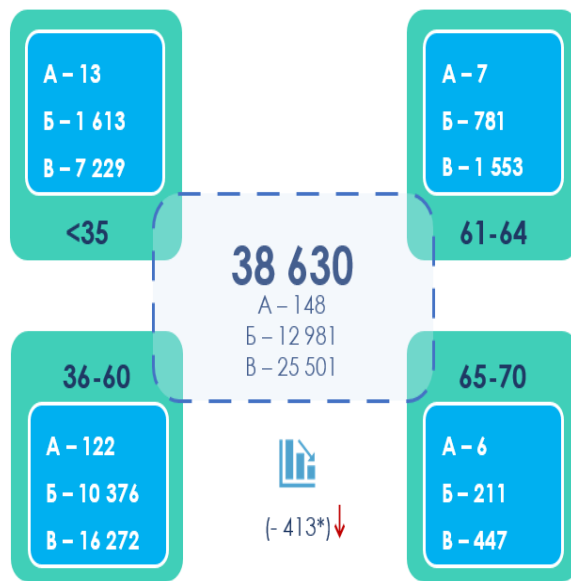 А – 13
Б – 1 613
В – 7 229
<35
А – 7
Б – 781
В – 1 553
61-64
38 630
А – 148
Б – 12 981
В – 25 501
36-60
А – 122
Б – 10 376
В – 16 272
65-70
А – 6
Б – 211
В – 447
(- 413*)